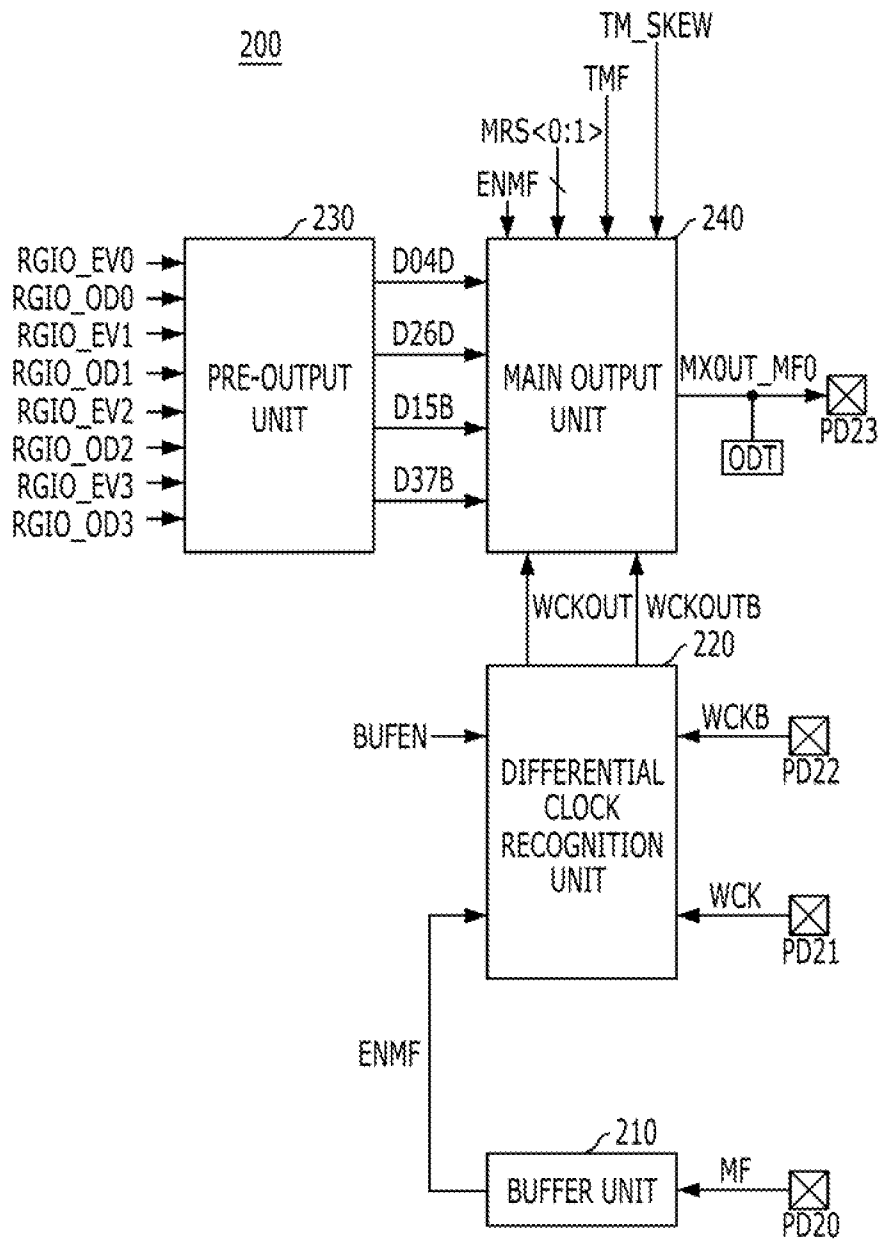 200
TM_SKEW
TMF
MRS<0:1>
ENMF
230
240
RGIO_EV0
RGIO_OD0
RGIO_EV1
RGIO_OD1
RGIO_EV2
RGIO_OD2
RGIO_EV3
RGIO_OD3
PRE-OUTPUT
UNIT
D04D
D26D
D15B
D37B
MAIN OUTPUT
UNIT
MXOUT_MF0
PD23
ODT
WCKOUT
WCKOUTB
220
BUFEN
DIFFERENTIAL
CLOCK
RECOGNITION
UNIT
WCKB
PD22
WCK
PD21
ENMF
210
BUFFER UNIT
MF
PD20